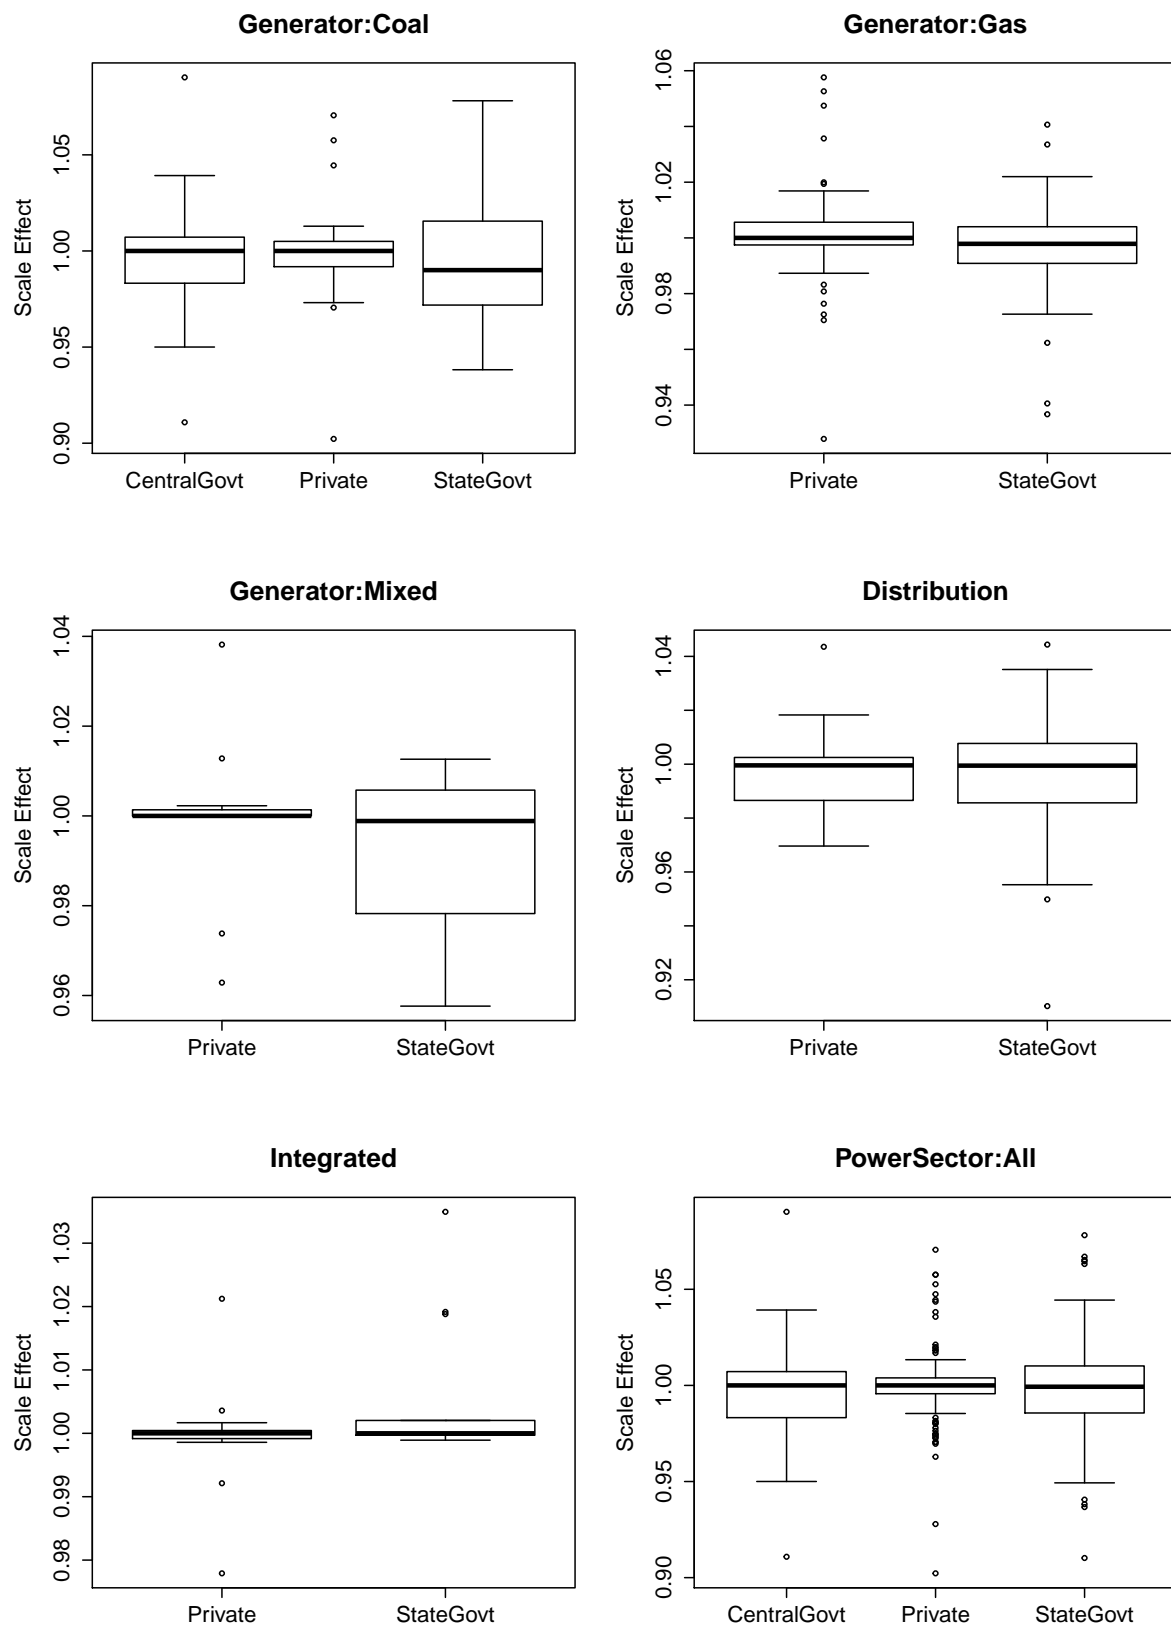 Generator:Coal
Scale Effect
0.90
0.95
1.00
1.05
CentralGovt
Private
StateGovt
Generator:Gas
Scale Effect
0.94
0.98
1.02
1.06
Private
StateGovt
Generator:Mixed
Scale Effect
0.96
0.98
1.00
1.02
1.04
Private
StateGovt
Distribution
Scale Effect
0.92
0.96
1.00
1.04
Private
StateGovt
Integrated
Scale Effect
0.98
0.99
1.00
1.01
1.02
1.03
Private
StateGovt
PowerSector:All
Scale Effect
0.90
0.95
1.00
1.05
CentralGovt
Private
StateGovt